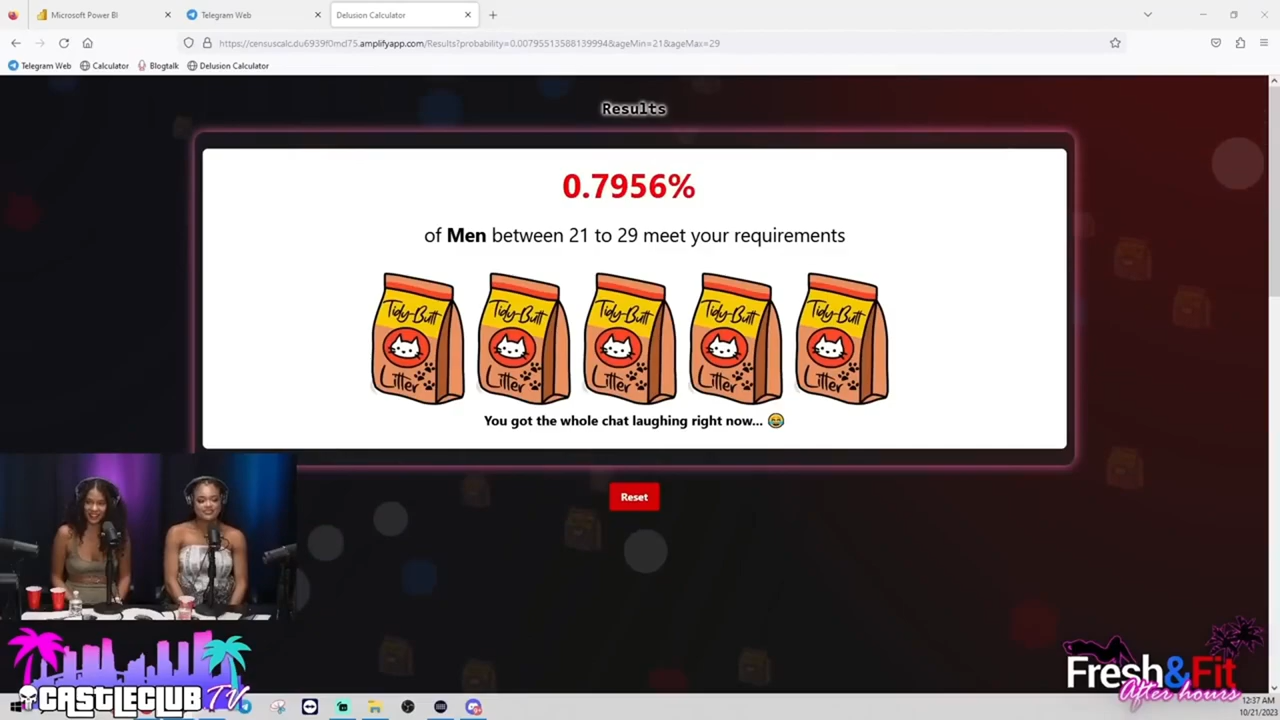 Microsoft Power BI
Telegram Web
Delusion Calculator
https://censuscalc.du6939f0md75.amplifyapp.com/Results?probability=0.00795513588139994&ageMin=21&ageMax=29
Telegram Web
Calculator
Blogtalk
Delusion Calculator
Results
0.7956%
of Men between 21 to 29 meet your requirements
Tidy-Butt Litter
Tidy-Butt Litter
Tidy-Butt Litter
Tidy-Butt Litter
Tidy-Butt Litter
You got the whole chat laughing right now... 😂
Reset
CASTLECLUB TV
Fresh&Fit
After hours
12:37 AM
10/21/2023